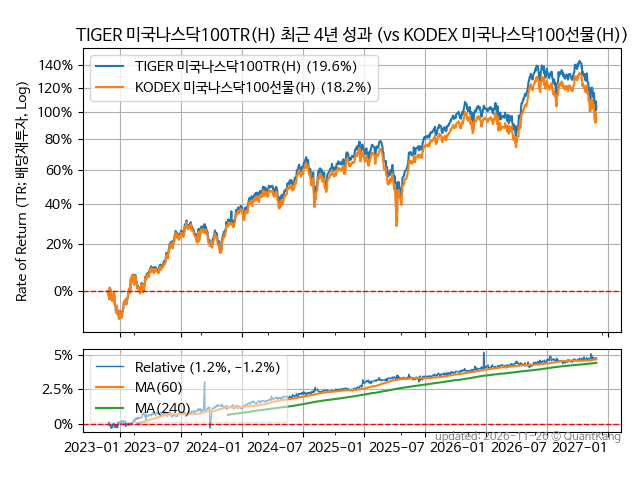 TIGER 미국나스닥100TR(H) 최근 4년 성과 (vs KODEX 미국나스닥100선물(H))
140%
120%
100%
80%
60%
40%
20%
0%
Rate of Return (TR: 배당재투자, Log)
TIGER 미국나스닥100TR(H) (19.6%)
KODEX 미국나스닥100선물(H) (18.2%)
5%
2.5%
0%
Relative (1.2%, -1.2%)
MA(60)
MA(240)
2023-01 2023-07 2024-01 2024-07 2025-01 2025-07 2026-01 2026-07 2027-01
updated: 2026-11-26 © QuantKang